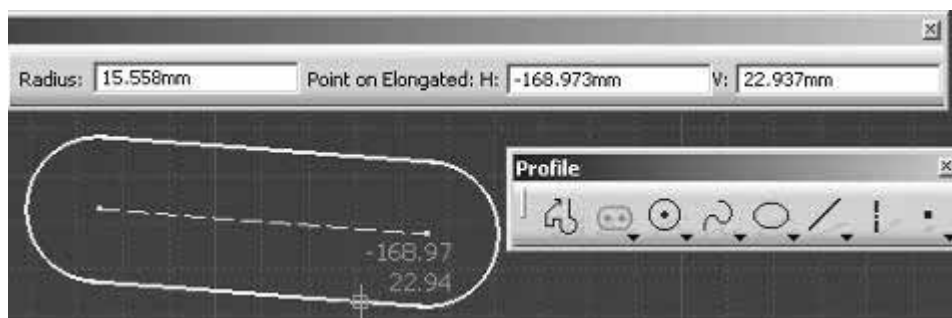 Radius: 15.558mm Point on Elongated: H: -168.973mm V: 22.937mm
Profile
-168.97
22.94